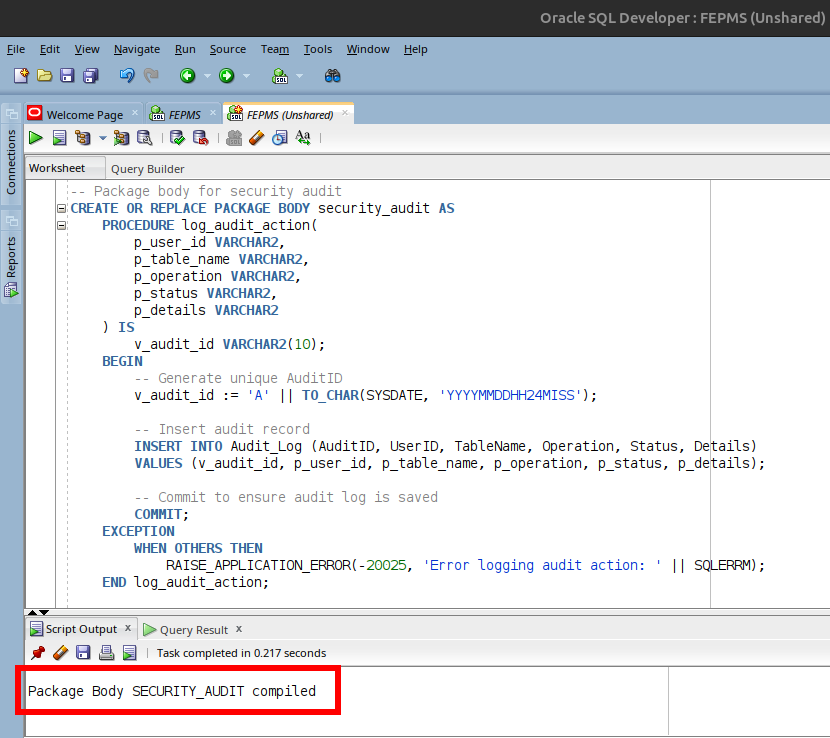 Oracle SQL Developer : FEPMS (Unshared)
File Edit View Navigate Run Source Team Tools Window Help
Welcome Page × FEPMS × FEPMS (Unshared) ×
Connections
Reports
Worksheet Query Builder
-- Package body for security audit
CREATE OR REPLACE PACKAGE BODY security_audit AS
PROCEDURE log_audit_action(
p_user_id VARCHAR2,
p_table_name VARCHAR2,
p_operation VARCHAR2,
p_status VARCHAR2,
p_details VARCHAR2
) IS
v_audit_id VARCHAR2(10);
BEGIN
-- Generate unique AuditID
v_audit_id := 'A' || TO_CHAR(SYSDATE, 'YYYYMMDDHH24MISS');
-- Insert audit record
INSERT INTO Audit_Log (AuditID, UserID, TableName, Operation, Status, Details)
VALUES (v_audit_id, p_user_id, p_table_name, p_operation, p_status, p_details);
-- Commit to ensure audit log is saved
COMMIT;
EXCEPTION
WHEN OTHERS THEN
RAISE_APPLICATION_ERROR(-20025, 'Error logging audit action: ' || SQLERRM);
END log_audit_action;
Script Output × Query Result ×
Task completed in 0.217 seconds
Package Body SECURITY_AUDIT compiled